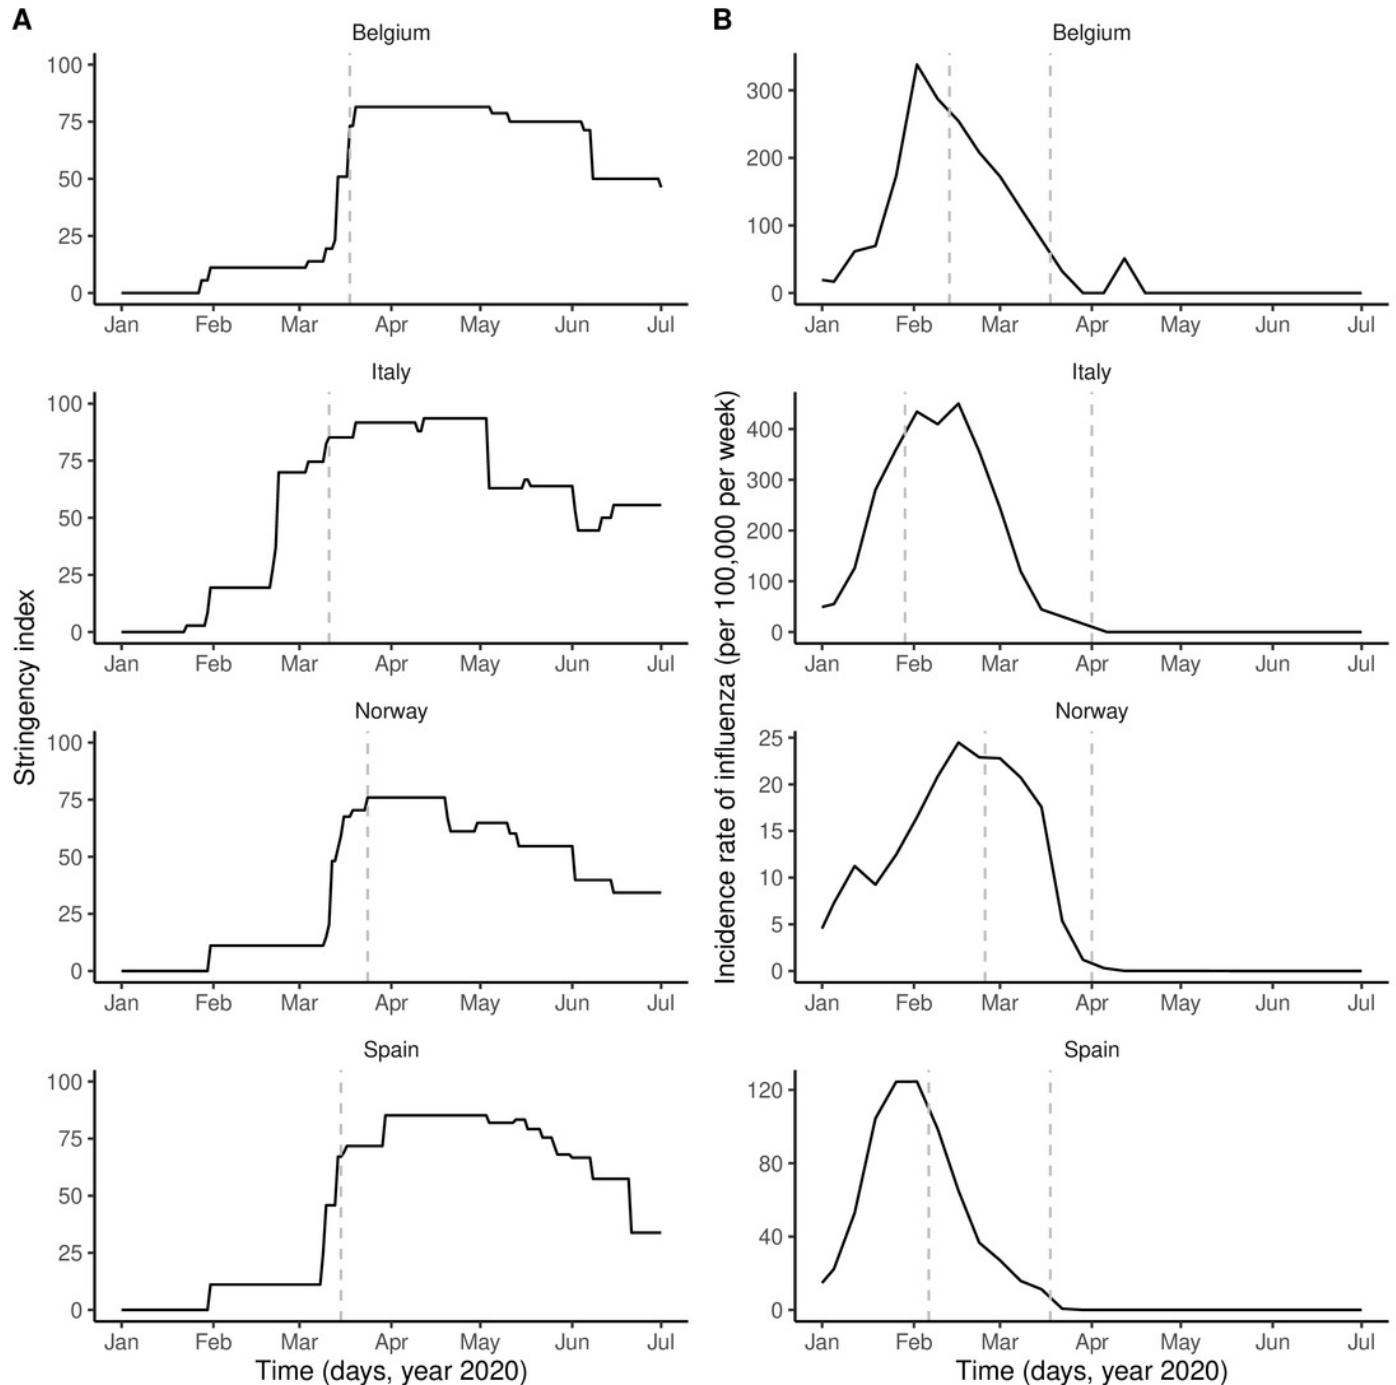 A
Belgium
100
75
50
25
0
Jan Feb Mar Apr May Jun Jul
Italy
100
75
50
25
0
Jan Feb Mar Apr May Jun Jul
Norway
100
75
50
25
0
Jan Feb Mar Apr May Jun Jul
Spain
100
75
50
25
0
Jan Feb Mar Apr May Jun Jul
Stringency index
Time (days, year 2020)
B
Belgium
300
200
100
0
Jan Feb Mar Apr May Jun Jul
Italy
400
300
200
100
0
Jan Feb Mar Apr May Jun Jul
Norway
25
20
15
10
5
0
Jan Feb Mar Apr May Jun Jul
Spain
120
80
40
0
Jan Feb Mar Apr May Jun Jul
Incidence rate of influenza (per 100,000 per week)
Time (days, year 2020)